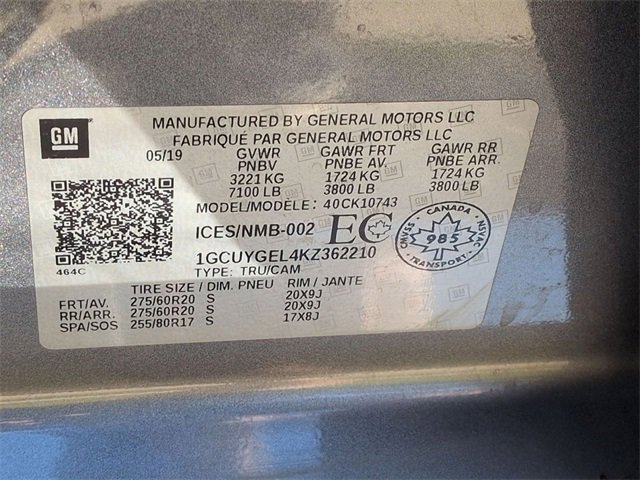 GM
MANUFACTURED BY GENERAL MOTORS LLC
FABRIQUÉ PAR GENERAL MOTORS LLC
05/19 GVWR GAWR FRT GAWR RR
PNBV PNBE AV. PNBE ARR.
3221 KG 1724 KG 1724 KG
7100 LB 3800 LB 3800 LB
MODEL/MODÈLE: 40CK10743
ICES/NMB-002 EC
CANADA
985
TRANSPORT
1GCUYGEL4KZ362210
464C
TYPE: TRU/CAM
TIRE SIZE / DIM. PNEU RIM / JANTE
FRT/AV. 275/60R20 S 20X9J
RR/ARR. 275/60R20 S 20X9J
SPA/SOS 255/80R17 S 17X8J